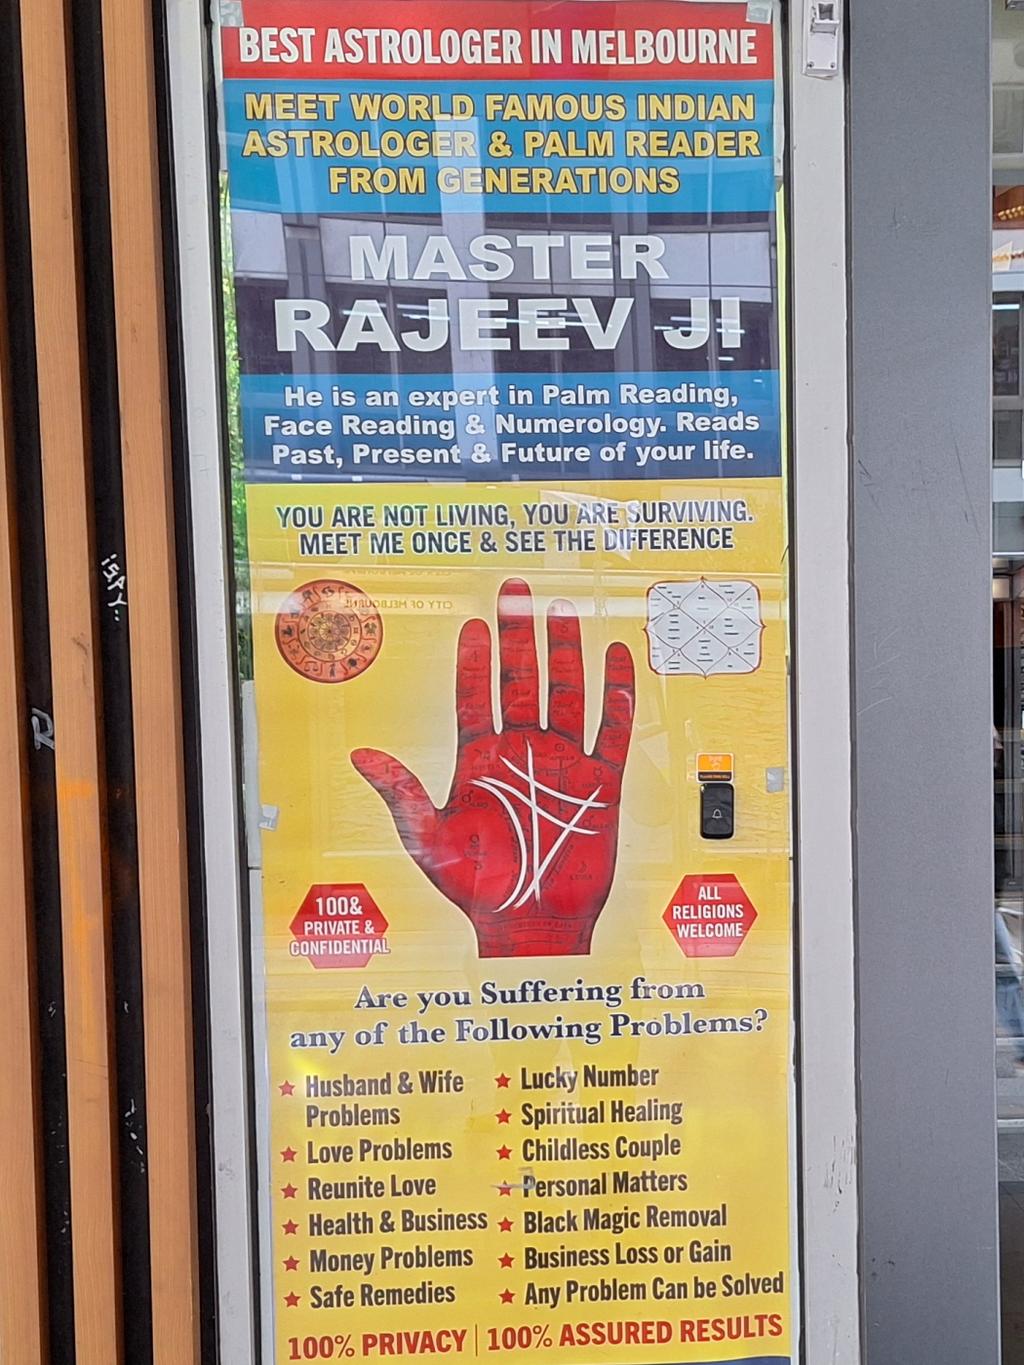 BEST ASTROLOGER IN MELBOURNE
MEET WORLD FAMOUS INDIAN
ASTROLOGER & PALM READER
FROM GENERATIONS
MASTER
RAJEEV JI
He is an expert in Palm Reading,
Face Reading & Numerology. Reads
Past, Present & Future of your life.
YOU ARE NOT LIVING, YOU ARE SURVIVING.
MEET ME ONCE & SEE THE DIFFERENCE
CITY OF MELBOURNE
100&
PRIVATE &
CONFIDENTIAL
ALL
RELIGIONS
WELCOME
Are you Suffering from
any of the Following Problems?
Husband & Wife
Problems
Love Problems
Reunite Love
Health & Business
Money Problems
Safe Remedies
Lucky Number
Spiritual Healing
Childless Couple
Personal Matters
Black Magic Removal
Business Loss or Gain
Any Problem Can be Solved
100% PRIVACY | 100% ASSURED RESULTS